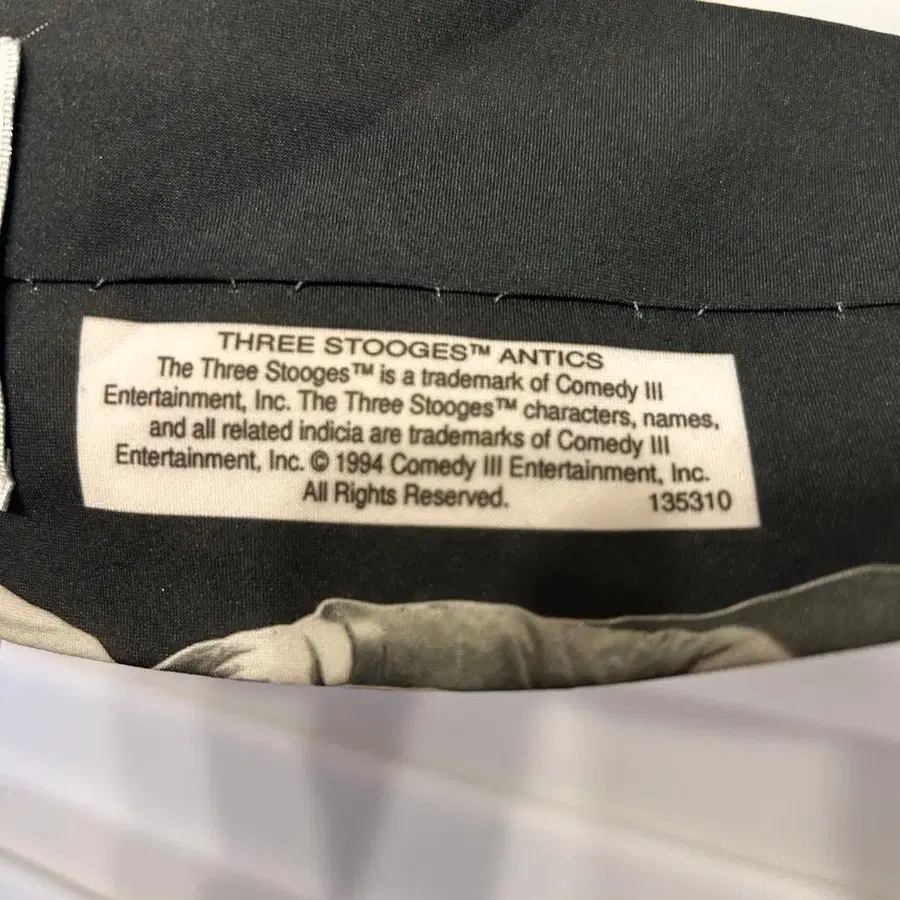 THREE STOOGES™ ANTICS
The Three Stooges™ is a trademark of Comedy III
Entertainment, Inc. The Three Stooges™ characters, names,
and all related indicia are trademarks of Comedy III
Entertainment, Inc. © 1994 Comedy III Entertainment, Inc.
All Rights Reserved. 135310